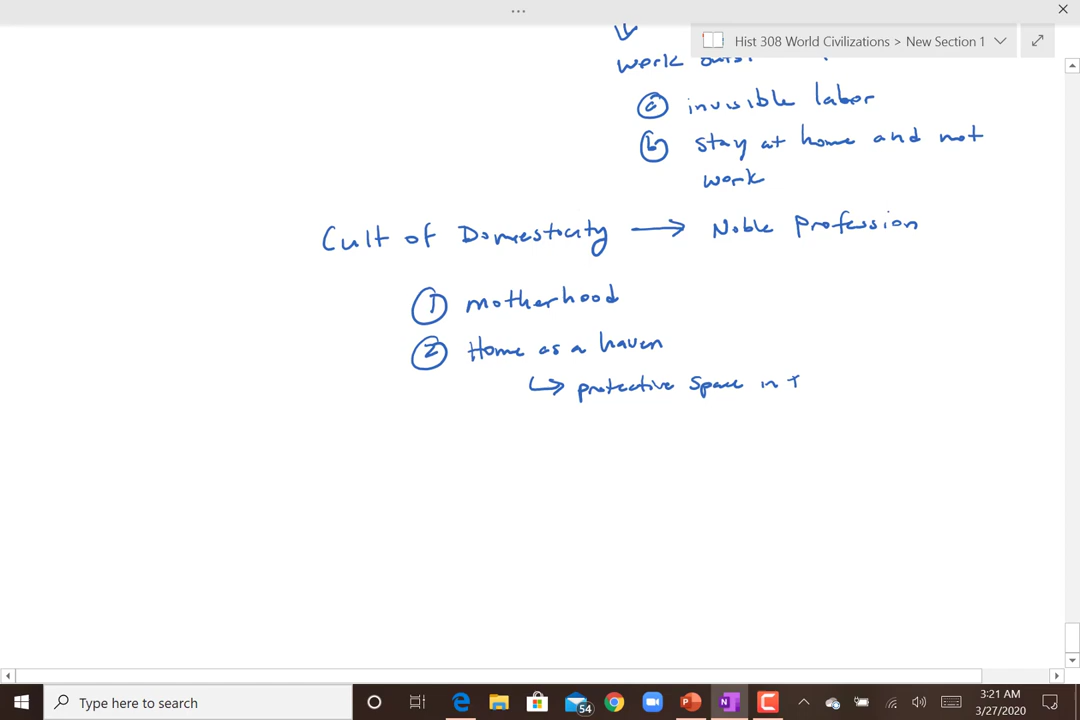 ...
Hist 308 World Civilizations > New Section 1
work
ⓐ invisible labor
ⓑ stay at home and not
work
Cult of Domesticity → Noble Profession
① motherhood
② Home as a haven
↳ protective space in t
Type here to search
54
3:21 AM
3/27/2020